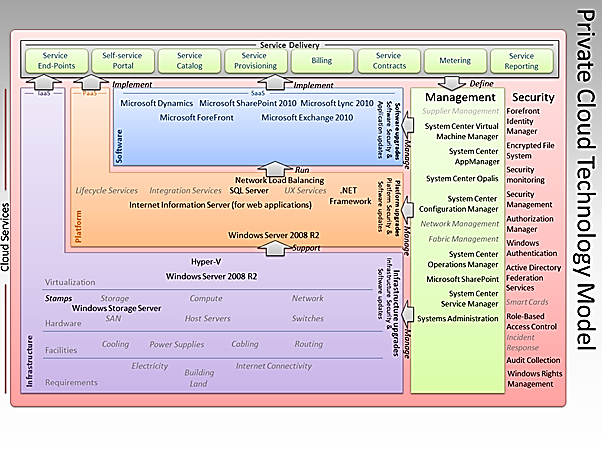 Private Cloud Technology Model
Service Delivery
Service
End-Points
Self-service
Portal
Service
Catalog
Service
Provisioning
Billing
Service
Contracts
Metering
Service
Reporting
Implement
Implement
Define
IaaS
PaaS
SaaS
Cloud Services
Software
Microsoft Dynamics
Microsoft SharePoint 2010
Microsoft Lync 2010
Microsoft ForeFront
Microsoft Exchange 2010
Software upgrades
Software Security &
Application updates
Manage
Run
Platform
Network Load Balancing
Lifecycle Services
Integration Services
SQL Server
UX Services
.NET
Framework
Internet Information Server (for web applications)
Windows Server 2008 R2
Platform upgrades
Platform Security &
Software updates
Manage
Support
Infrastructure
Hyper-V
Windows Server 2008 R2
Virtualization
Stamps
Storage
Compute
Network
Windows Storage Server
Hardware
SAN
Host Servers
Switches
Facilities
Cooling
Power Supplies
Cabling
Routing
Requirements
Electricity
Building
Land
Internet Connectivity
Infrastructure upgrades
Infrastructure Security &
Software updates
Manage
Management
Supplier Management
System Center Virtual
Machine Manager
System Center
AppManager
System Center Opalis
System Center
Configuration Manager
Network Management
Fabric Management
System Center
Operations Manager
Microsoft SharePoint
System Center
Service Manager
Systems Administration
Security
Forefront
Identity
Manager
Encrypted File
System
Security
monitoring
Security
Management
Authorization
Manager
Windows
Authentication
Active Directory
Federation
Services
Smart Cards
Role-Based
Access Control
Incident
Response
Audit Collection
Windows Rights
Management